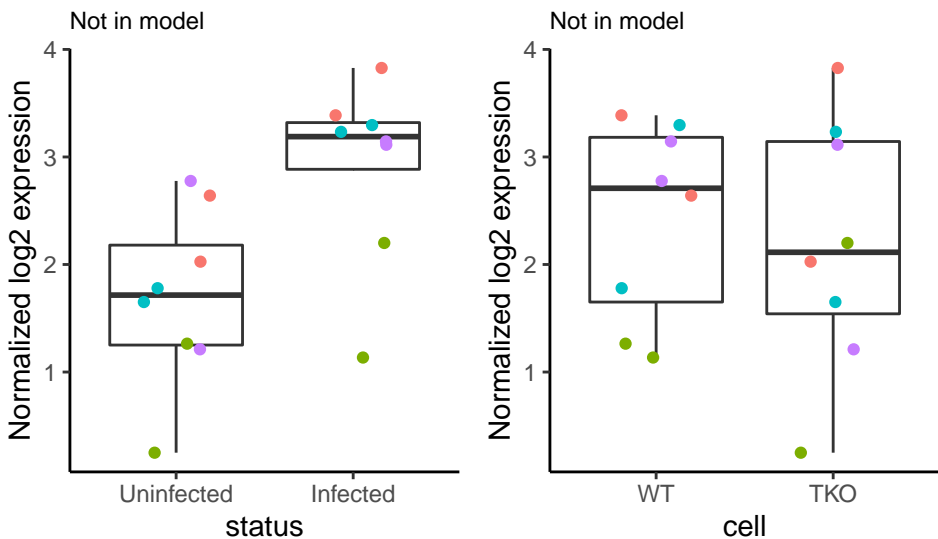 Not in model
Normalized log2 expression
4
3
2
1
Uninfected Infected
status
Not in model
Normalized log2 expression
4
3
2
1
WT TKO
cell